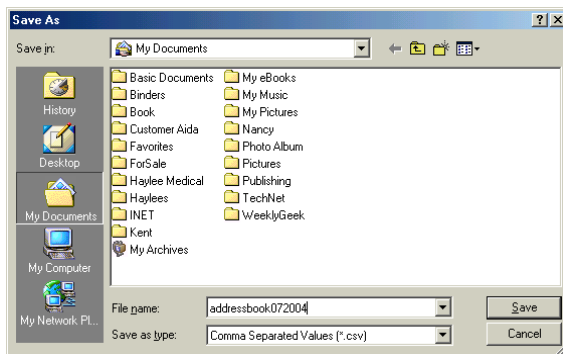 Save As
Save in:
My Documents
History
Desktop
My Documents
My Computer
My Network Pl...
Basic Documents
Binders
Book
Customer Aida
Favorites
ForSale
Haylee Medical
Haylees
INET
Kent
My Archives
My eBooks
My Music
My Pictures
Nancy
Photo Album
Pictures
Publishing
TechNet
WeeklyGeek
File name:
addressbook072004
Save
Save as type:
Comma Separated Values (*.csv)
Cancel